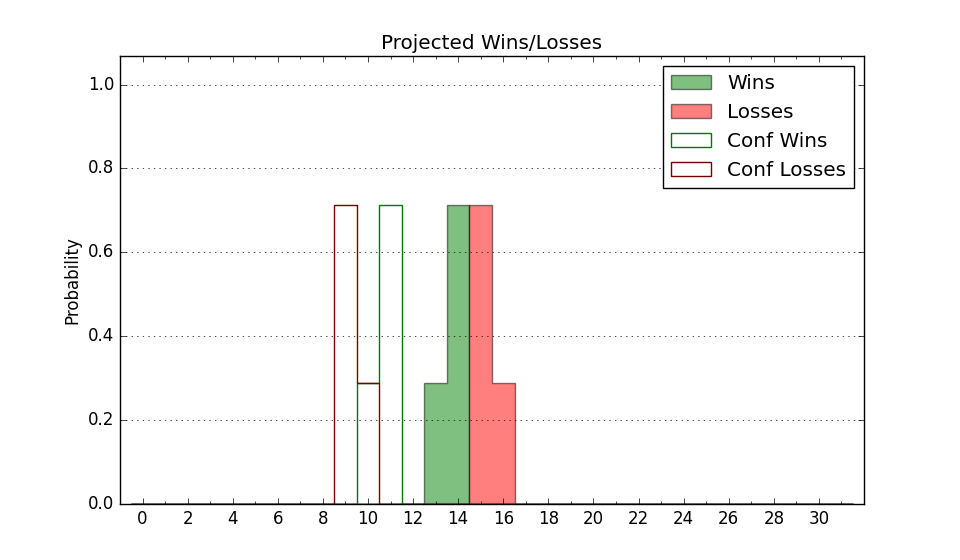 Projected Wins/Losses
Wins
Losses
Conf Wins
Conf Losses
Probability
1.0
0.8
0.6
0.4
0.2
0.0
0 2 4 6 8 10 12 14 16 18 20 22 24 26 28 30